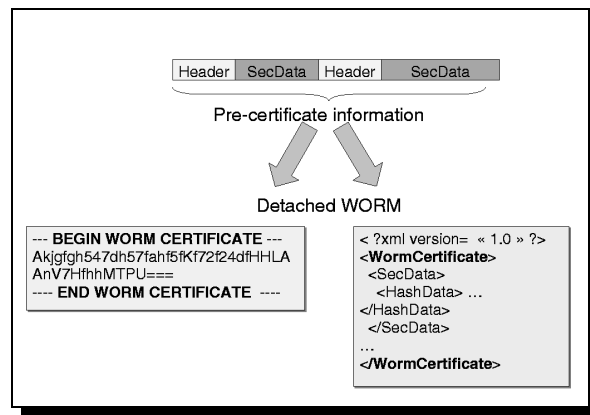 Header SecData Header SecData
Pre-certificate information
Detached WORM
--- BEGIN WORM CERTIFICATE ---
Akjgfgh547dh57fahf5fKf72f24dfHHLA
AnV7HfhhMTPU===
---- END WORM CERTIFICATE ----
< ?xml version= « 1.0 » ?>
<WormCertificate>
<SecData>
<HashData> ...
</HashData>
</SecData>
...
</WormCertificate>